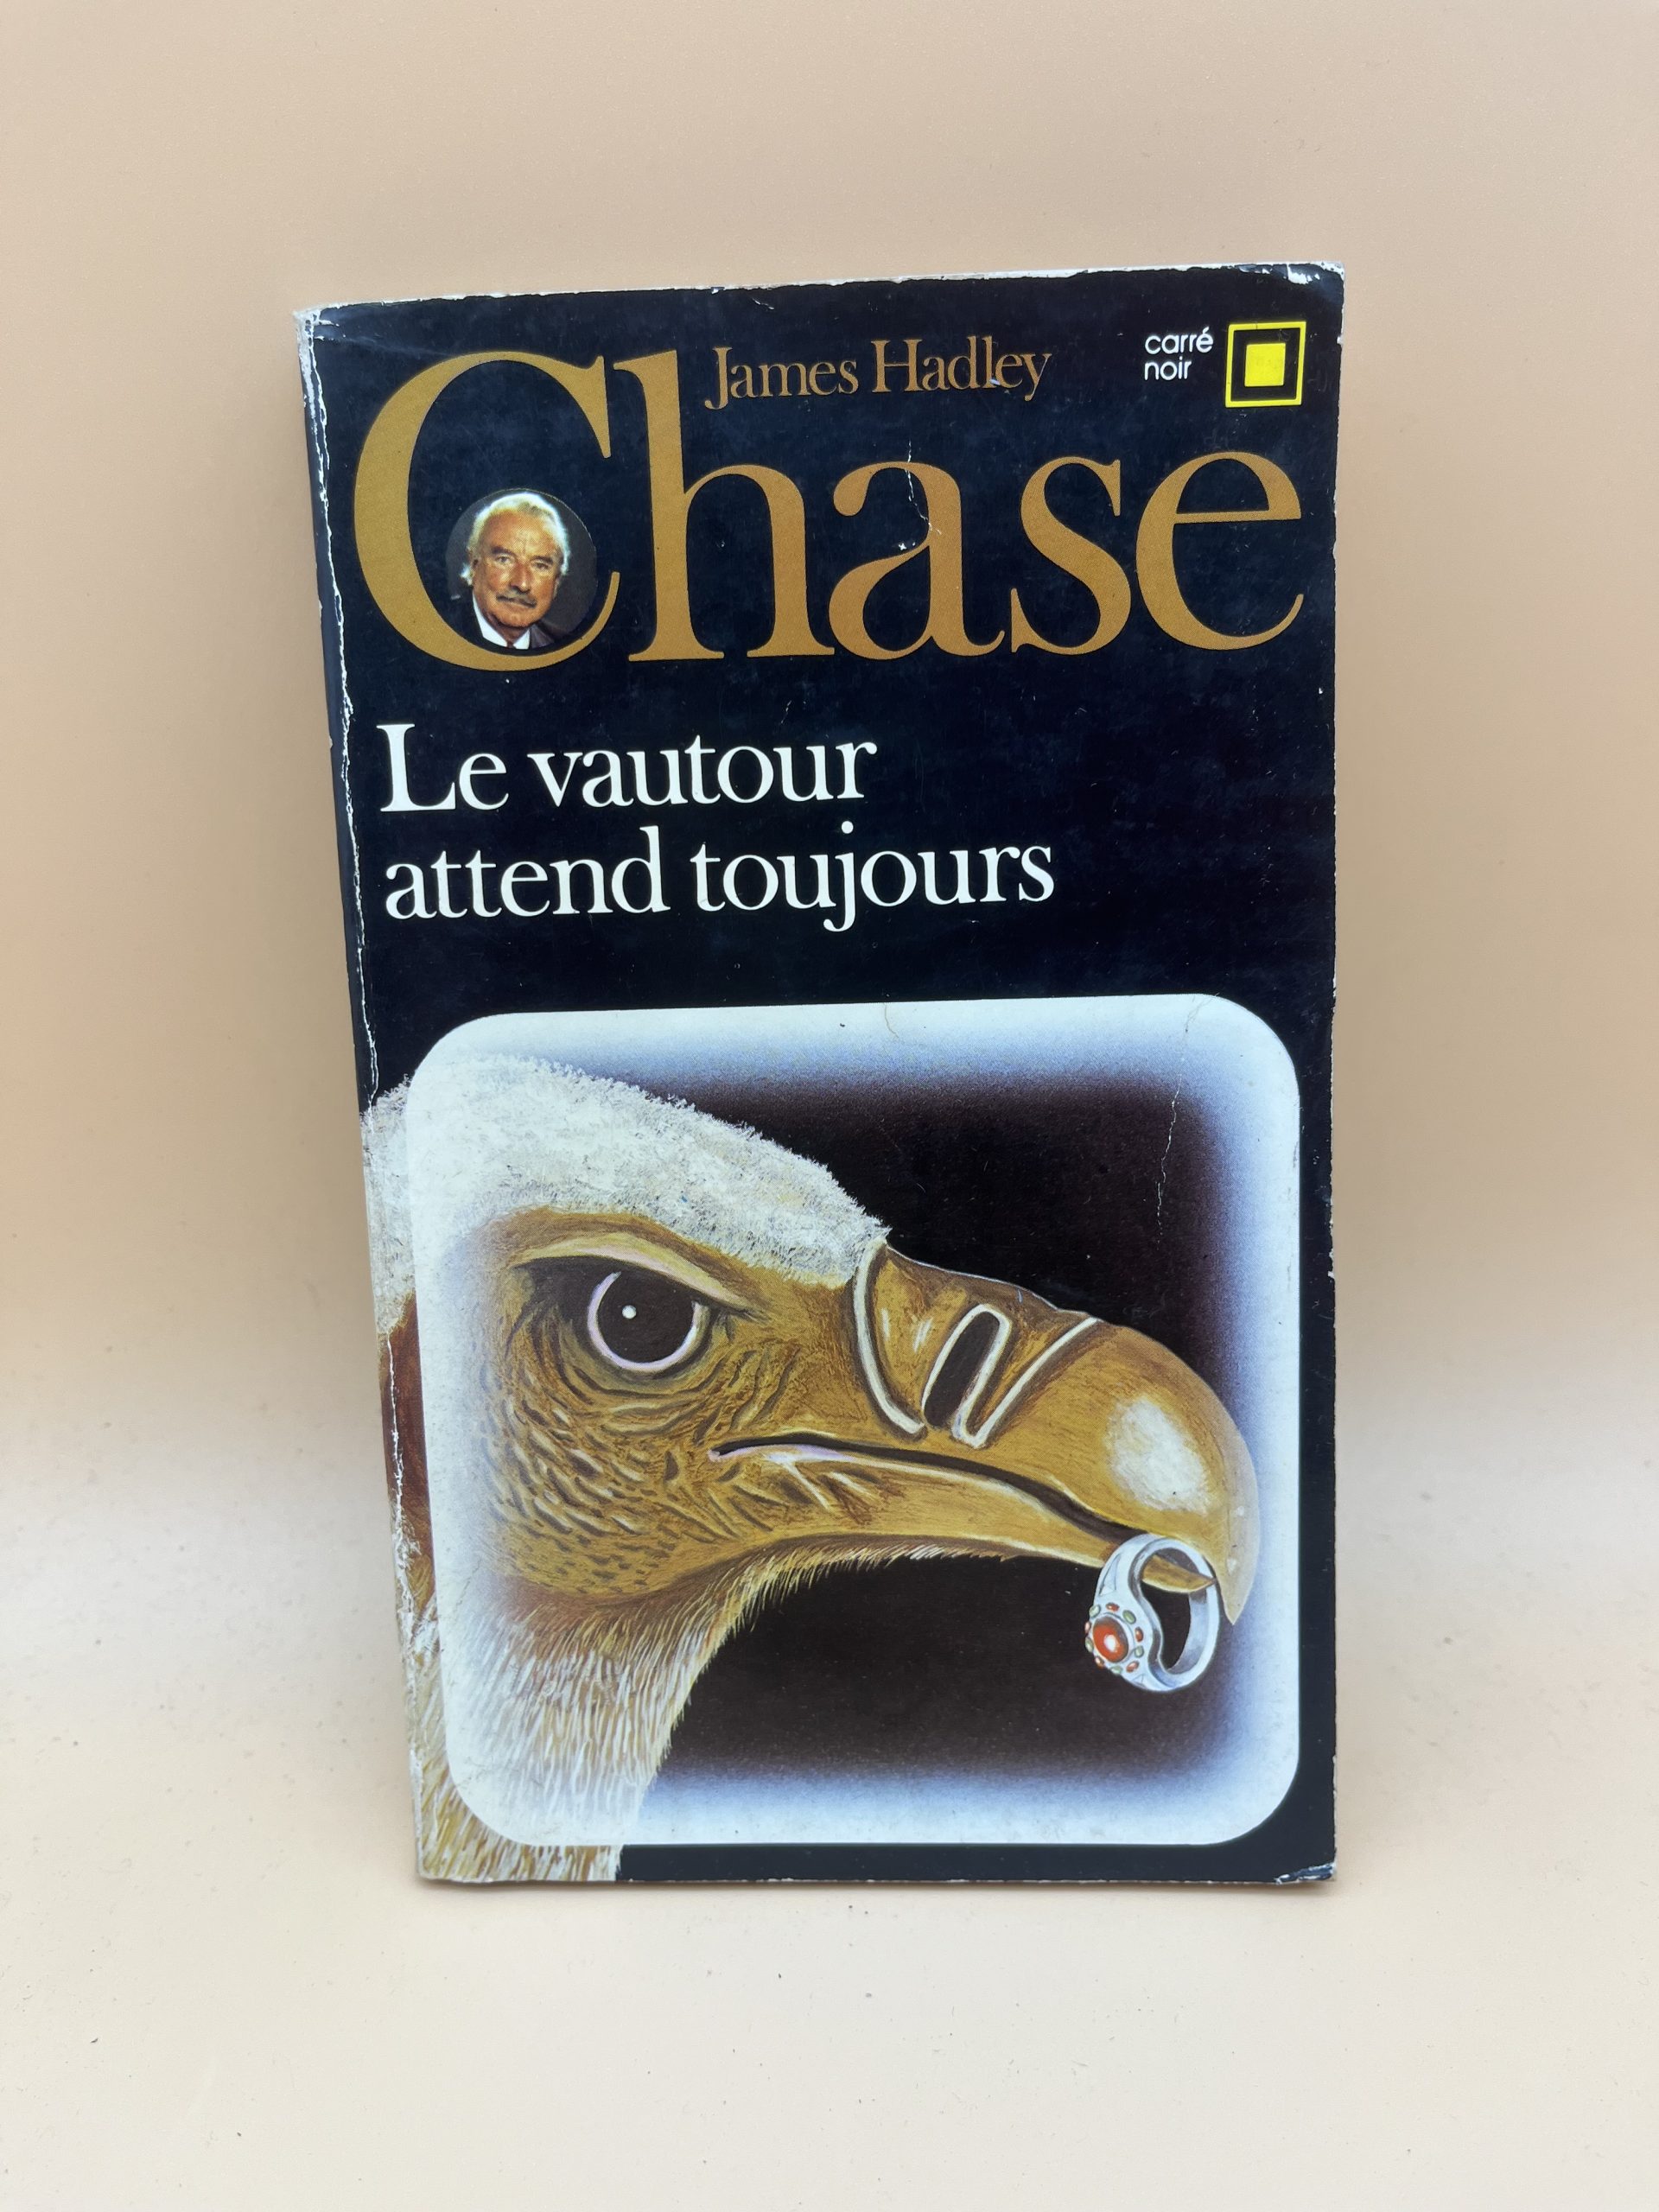 James Hadley
Chase
carré
noir
Le vautour
attend toujours